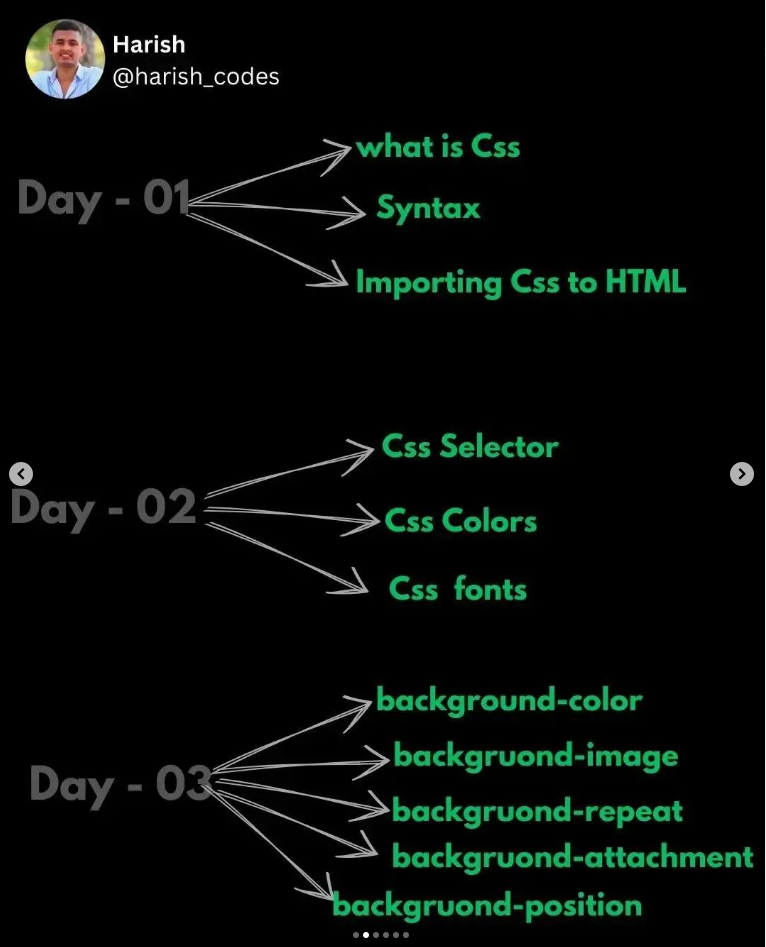 Harish
@harish_codes
Day - 01
what is Css
Syntax
Importing Css to HTML
Day - 02
Css Selector
Css Colors
Css fonts
Day - 03
background-color
backgruond-image
backgruond-repeat
backgruond-attachment
backgruond-position